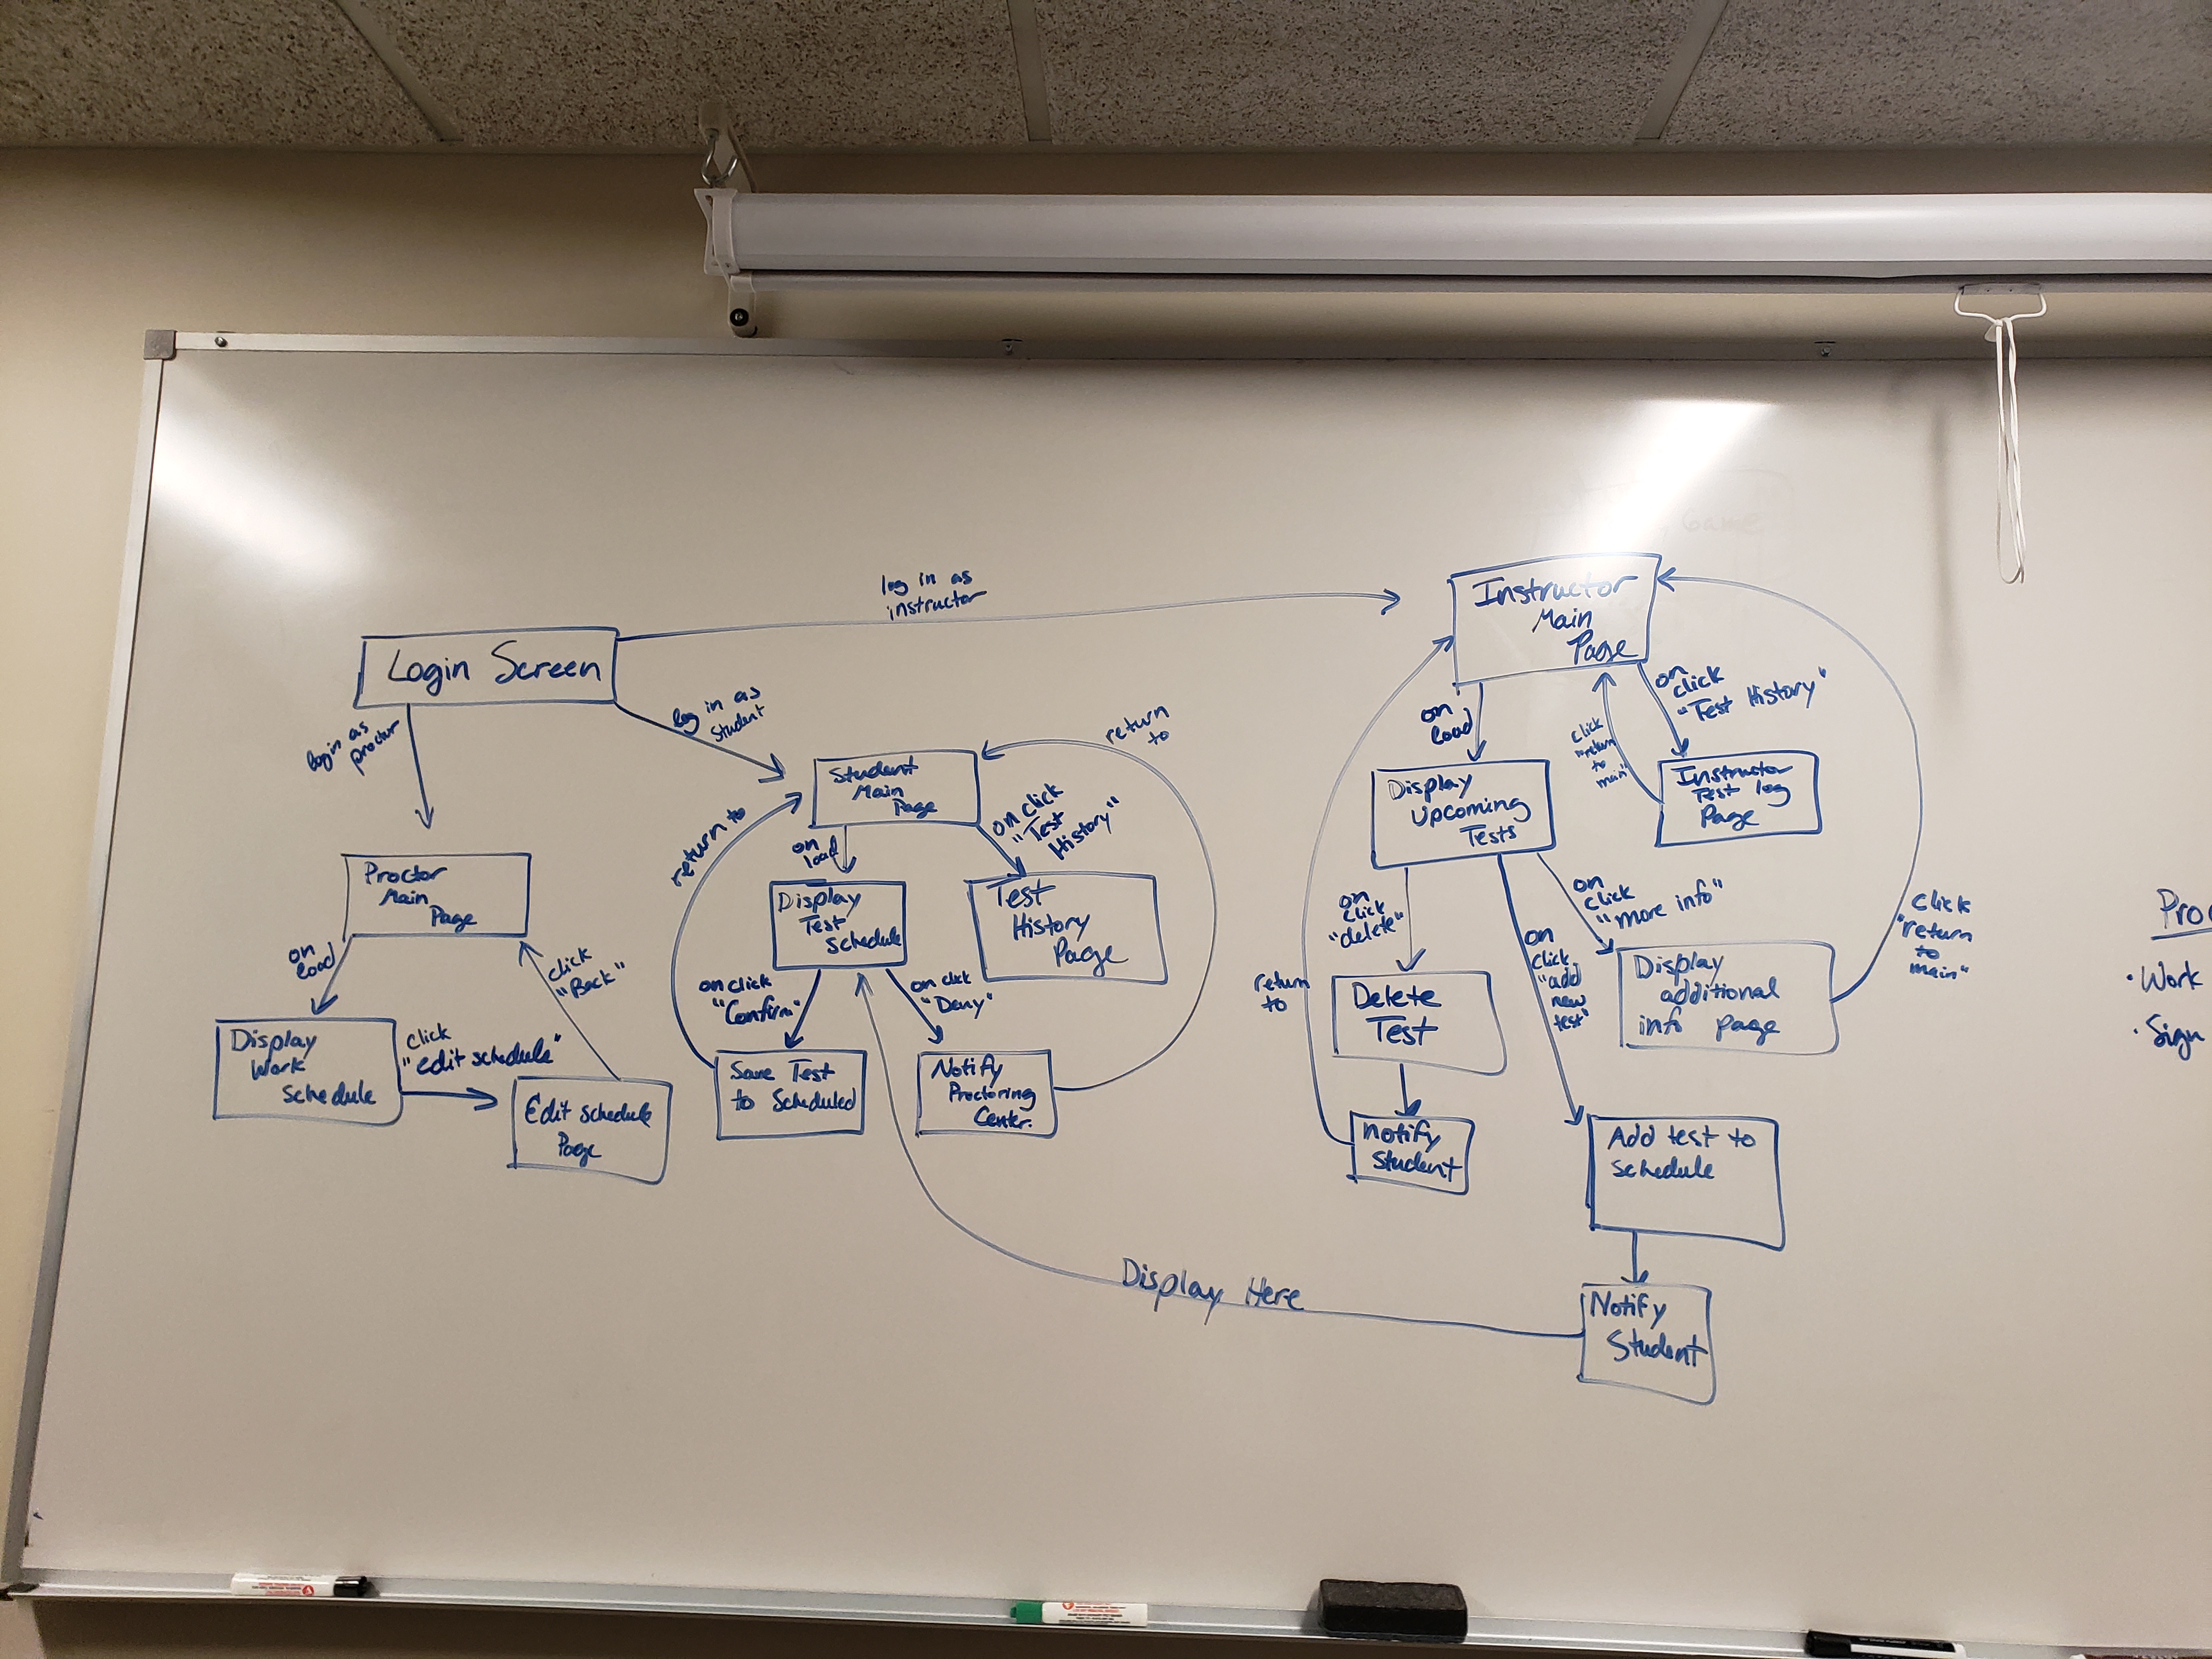 log in as
instructor
Login Screen
login as
proctor
log in as
Student
Proctor
Main
Page
on
load
Display
Work
Schedule
click
"edit schedule"
Edit schedule
Page
click
"Back"
Student
Main
Page
return to
return
to
on
load
on click
"Test
History"
Display
Test
Schedule
Test
History
Page
on click
"Confirm"
on click
"Deny"
Save Test
to Scheduled
Notify
Proctoring
Center.
Display Here
Instructor
Main
Page
on
load
click
"return
to
main"
on
click
"Test History"
Display
Upcoming
Tests
Instructor
Test log
Page
on
click
"delete"
on
click
"add
new
test"
on
click
"more info"
return
to
Delete
Test
Display
additional
info page
click
"return
to
main"
notify
Student
Add test to
schedule
Notify
Student
Game
Proc
• Work
• Sign